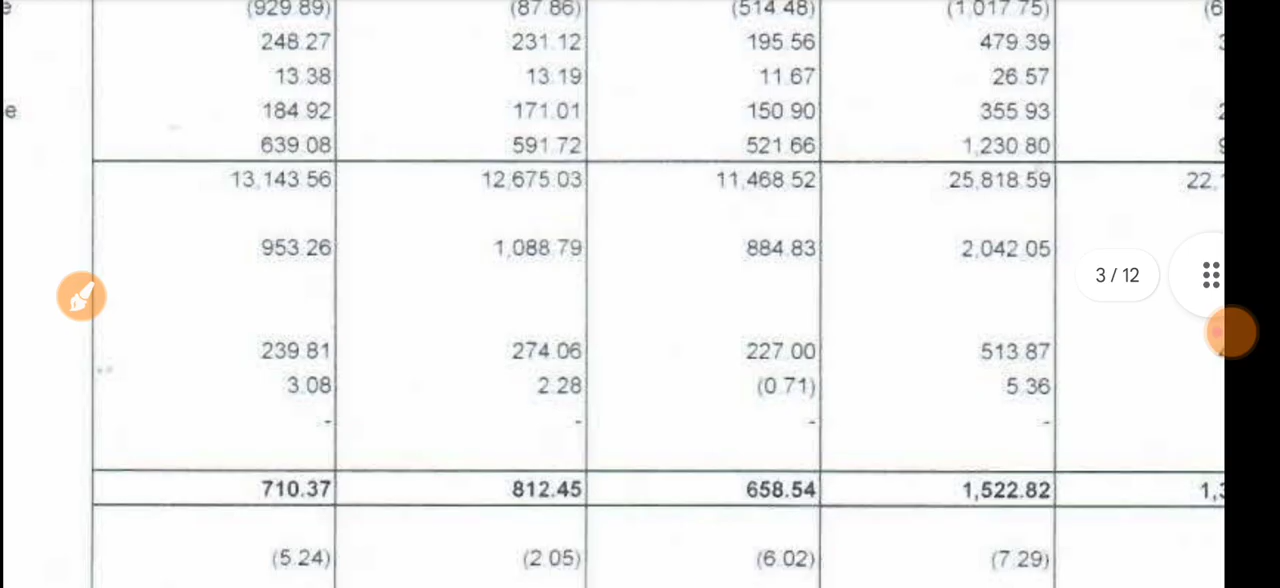 e (929.89) (87.86) (514.48) (1,017.75) (6
248.27 231.12 195.56 479.39
13.38 13.19 11.67 26.57
e 184.92 171.01 150.90 355.93
639.08 591.72 521.66 1,230.80
13,143.56 12,675.03 11,468.52 25,818.59 22,
953.26 1,088.79 884.83 2,042.05
3 / 12
239.81 274.06 227.00 513.87
3.08 2.28 (0.71) 5.36
- - - -
710.37 812.45 658.54 1,522.82 1,3
(5.24) (2.05) (6.02) (7.29)